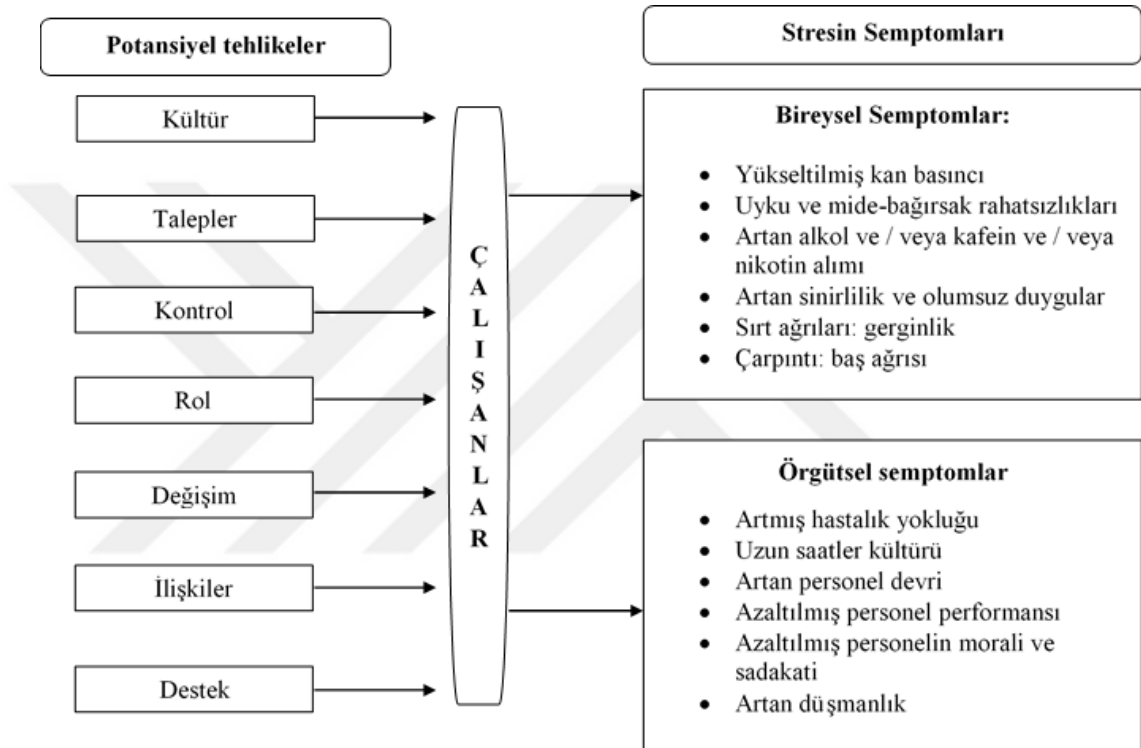 Potansiyel tehlikeler
Kültür
Talepler
Kontrol
Rol
Değişim
İlişkiler
Destek
ÇALIŞANLAR
Stresin Semptomları
Bireysel Semptomlar:
• Yükseltilmiş kan basıncı
• Uyku ve mide-bağırsak rahatsızlıkları
• Artan alkol ve / veya kafein ve / veya
nikotin alımı
• Artan sinirlilik ve olumsuz duygular
• Sırt ağrıları: gerginlik
• Çarpıntı: baş ağrısı
Örgütsel semptomlar
• Artmış hastalık yokluğu
• Uzun saatler kültürü
• Artan personel devri
• Azaltılmış personel performansı
• Azaltılmış personelin morali ve
sadakati
• Artan düşmanlık